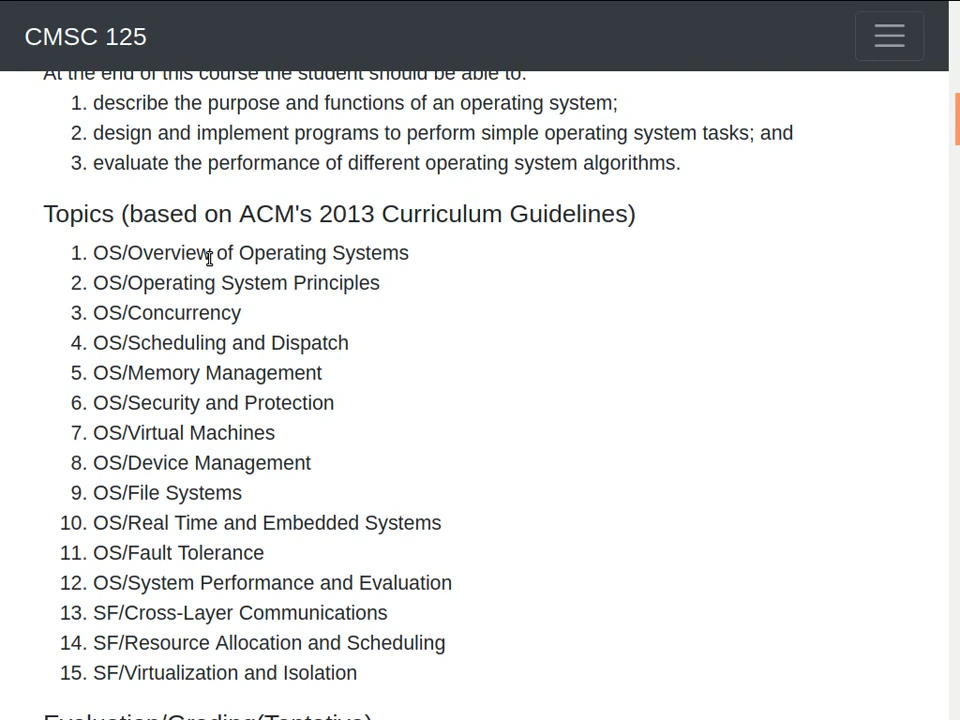 CMSC 125
At the end of this course the student should be able to:
1. describe the purpose and functions of an operating system;
2. design and implement programs to perform simple operating system tasks; and
3. evaluate the performance of different operating system algorithms.
Topics (based on ACM's 2013 Curriculum Guidelines)
1. OS/Overview of Operating Systems
2. OS/Operating System Principles
3. OS/Concurrency
4. OS/Scheduling and Dispatch
5. OS/Memory Management
6. OS/Security and Protection
7. OS/Virtual Machines
8. OS/Device Management
9. OS/File Systems
10. OS/Real Time and Embedded Systems
11. OS/Fault Tolerance
12. OS/System Performance and Evaluation
13. SF/Cross-Layer Communications
14. SF/Resource Allocation and Scheduling
15. SF/Virtualization and Isolation
Evaluation/Grading(Tentative)